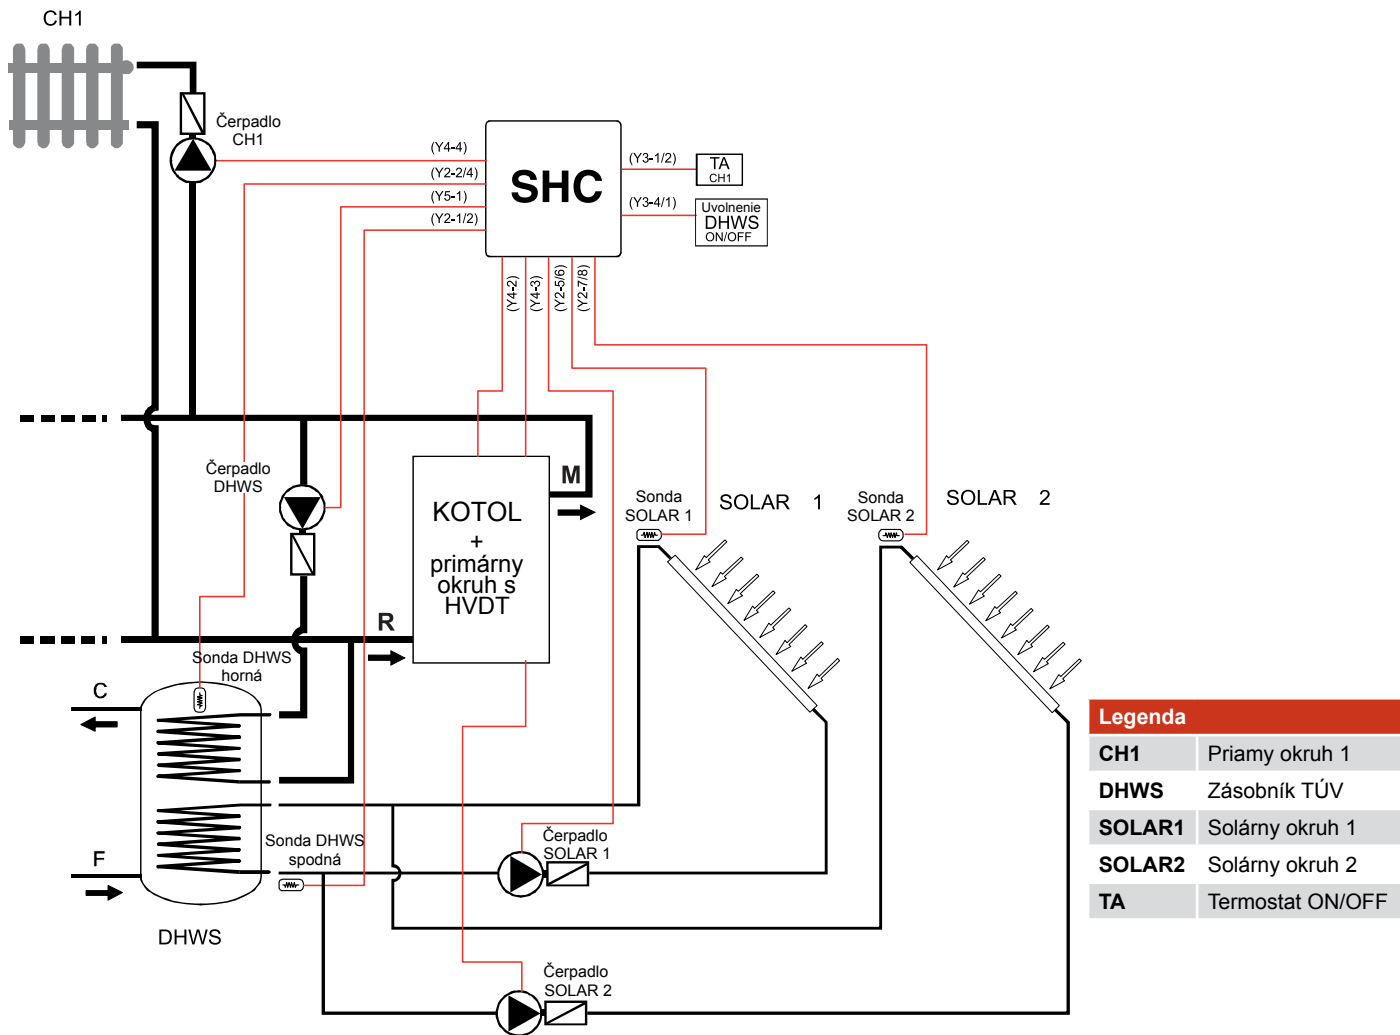 CH1
Čerpadlo
CH1
(Y4-4)
(Y2-2/4)
(Y5-1)
(Y2-1/2)
SHC
(Y3-1/2)
TA
CH1
(Y3-4/1)
Uvolnenie
DHWS
ON/OFF
(Y4-2)
(Y4-3)
(Y2-5/6)
(Y2-7/8)
Čerpadlo
DHWS
M
KOTOL
+
primárny
okruh s
HVDT
R
Sonda
SOLAR 1
SOLAR 1
Sonda
SOLAR 2
SOLAR 2
Sonda DHWS
horná
C
F
Sonda DHWS
spodná
DHWS
Čerpadlo
SOLAR 1
Čerpadlo
SOLAR 2
Legenda
CH1 Priamy okruh 1
DHWS Zásobník TÚV
SOLAR1 Solárny okruh 1
SOLAR2 Solárny okruh 2
TA Termostat ON/OFF